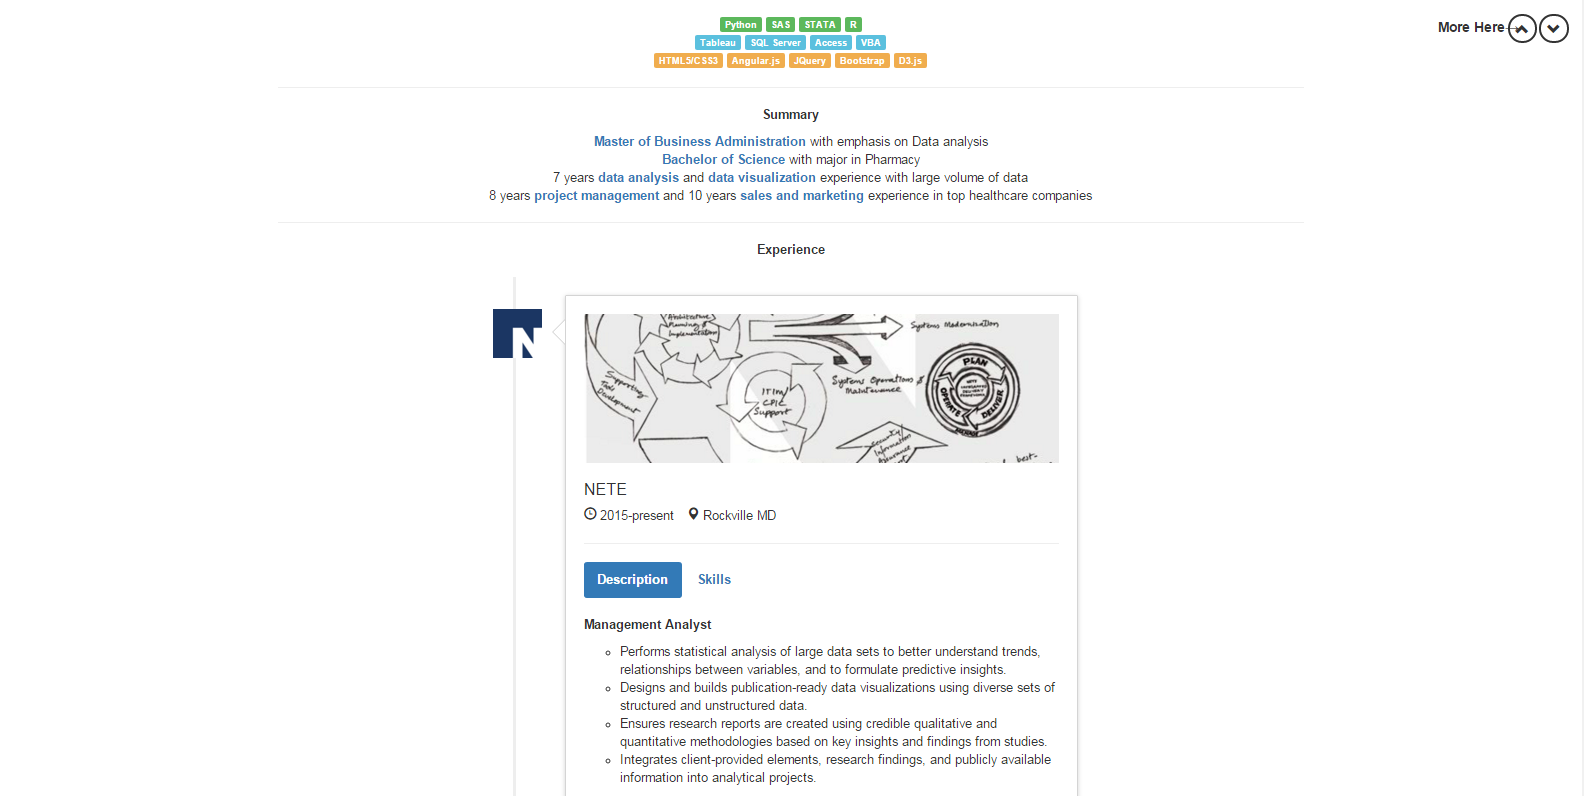 Python SAS STATA R
More Here
Tableau SQL Server Access VBA
HTML5/CSS3 Angular.js JQuery Bootstrap D3.js
Summary
Master of Business Administration with emphasis on Data analysis
Bachelor of Science with major in Pharmacy
7 years data analysis and data visualization experience with large volume of data
8 years project management and 10 years sales and marketing experience in top healthcare companies
Experience
N
Architecture
Planning &
Implementation
Systems Modernization
Supporting
Tools
Development
ITIM/
CPIC
Support
Systems Operations &
Maintenance
PLAN
DELIVER
OPERATE
Security
Information
Assurance
best-
NETE
2015-present Rockville MD
Description Skills
Management Analyst
Performs statistical analysis of large data sets to better understand trends,
relationships between variables, and to formulate predictive insights.
Designs and builds publication-ready data visualizations using diverse sets of
structured and unstructured data.
Ensures research reports are created using credible qualitative and
quantitative methodologies based on key insights and findings from studies.
Integrates client-provided elements, research findings, and publicly available
information into analytical projects.